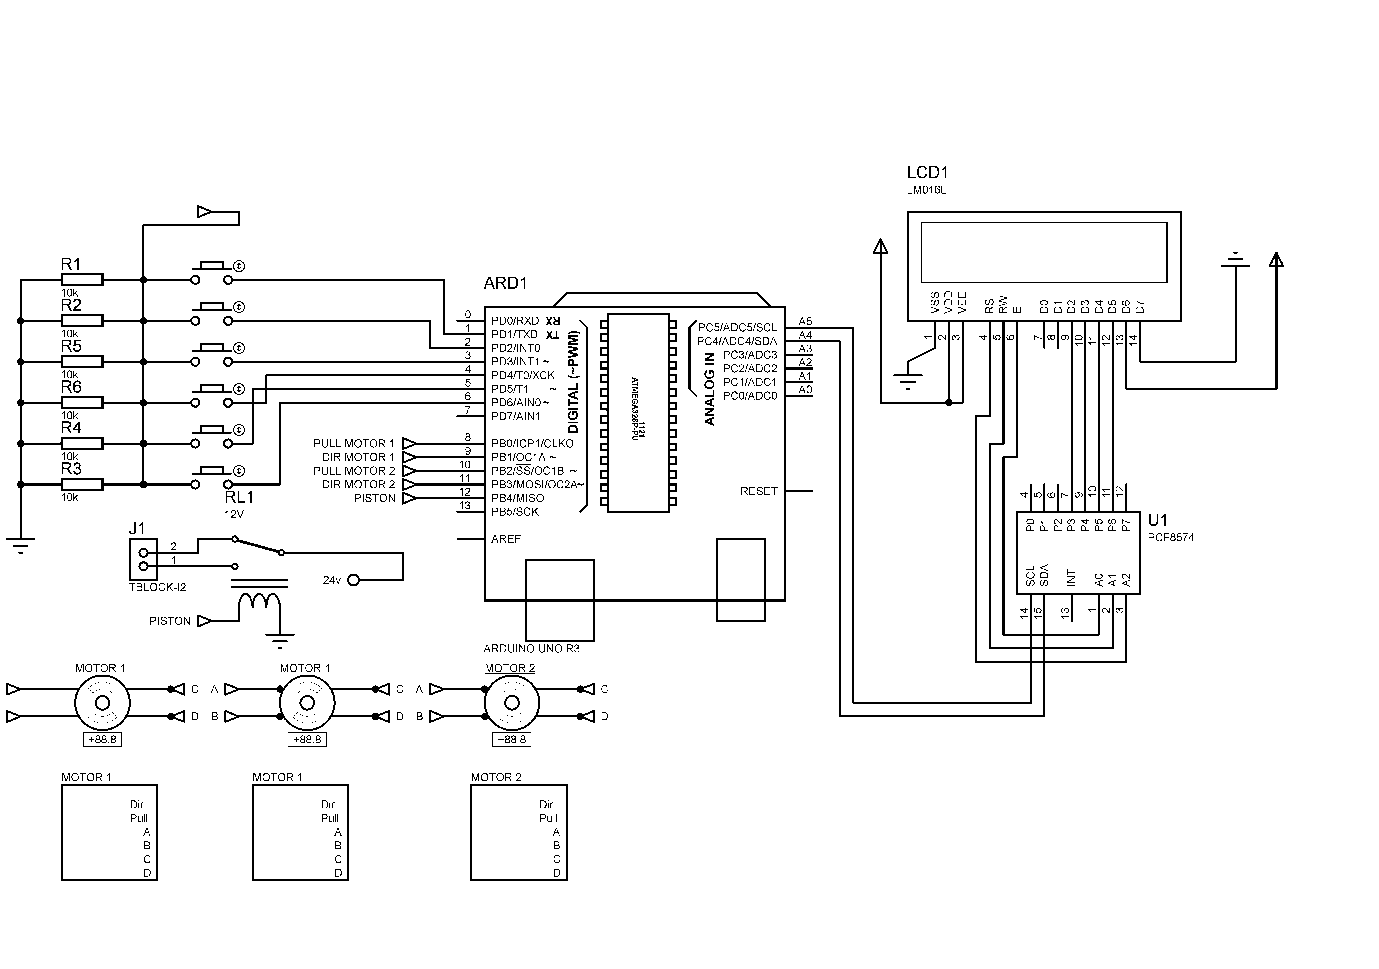 LCD1
LM016L
VSS VDD VEE RS RW E D0 D1 D2 D3 D4 D5 D6 D7
1 2 3 4 5 6 7 8 9 10 11 12 13 14
R1
10k
R2
10k
R5
10k
R6
10k
R4
10k
R3
10k
RL1
12V
J1
2
1
TBLOCK-I2
24v
PISTON
ARD1
0 PD0/RXD RX
1 PD1/TXD TX
2 PD2/INT0
3 PD3/INT1 ~
4 PD4/T0/XCK
5 PD5/T1 ~
6 PD6/AIN0 ~
7 PD7/AIN1
PULL MOTOR 1 8 PB0/ICP1/CLKO
DIR MOTOR 1 9 PB1/OC1A ~
PULL MOTOR 2 10 PB2/SS/OC1B ~
DIR MOTOR 2 11 PB3/MOSI/OC2A ~
PISTON 12 PB4/MISO
13 PB5/SCK
AREF
DIGITAL (~PWM)
ATMEGA328P-PU
1121
ANALOG IN
PC5/ADC5/SCL A5
PC4/ADC4/SDA A4
PC3/ADC3 A3
PC2/ADC2 A2
PC1/ADC1 A1
PC0/ADC0 A0
RESET
ARDUINO UNO R3
U1
PCF8574
4 5 6 7 9 10 11 12
P0 P1 P2 P3 P4 P5 P6 P7
SCL SDA INT A0 A1 A2
14 15 13 1 2 3
MOTOR 1 MOTOR 1 MOTOR 2
C A C A C
D B D B D
+88.8 +88.8 +88.8
MOTOR 1
Dir
Pull
A
B
C
D
MOTOR 1
Dir
Pull
A
B
C
D
MOTOR 2
Dir
Pull
A
B
C
D